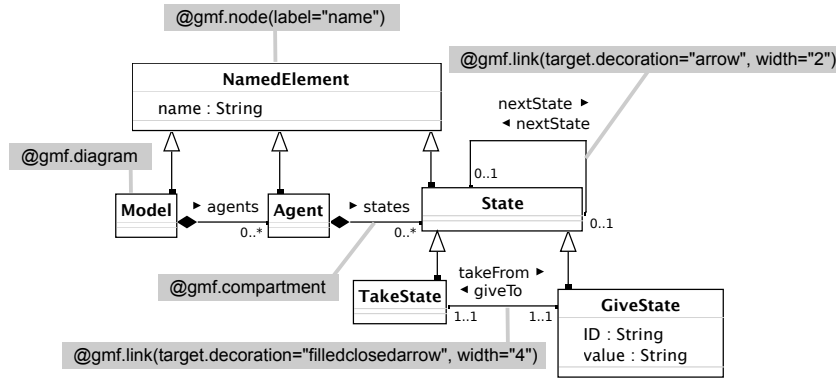 @gmf.node(label="name")
@gmf.link(target.decoration="arrow", width="2")
NamedElement
name : String
nextState ►
◄ nextState
@gmf.diagram
0..1
0..1
Model
► agents
0..*
Agent
► states
0..*
State
@gmf.compartment
takeFrom ►
◄ giveTo
TakeState
1..1
1..1
GiveState
ID : String
value : String
@gmf.link(target.decoration="filledclosedarrow", width="4")